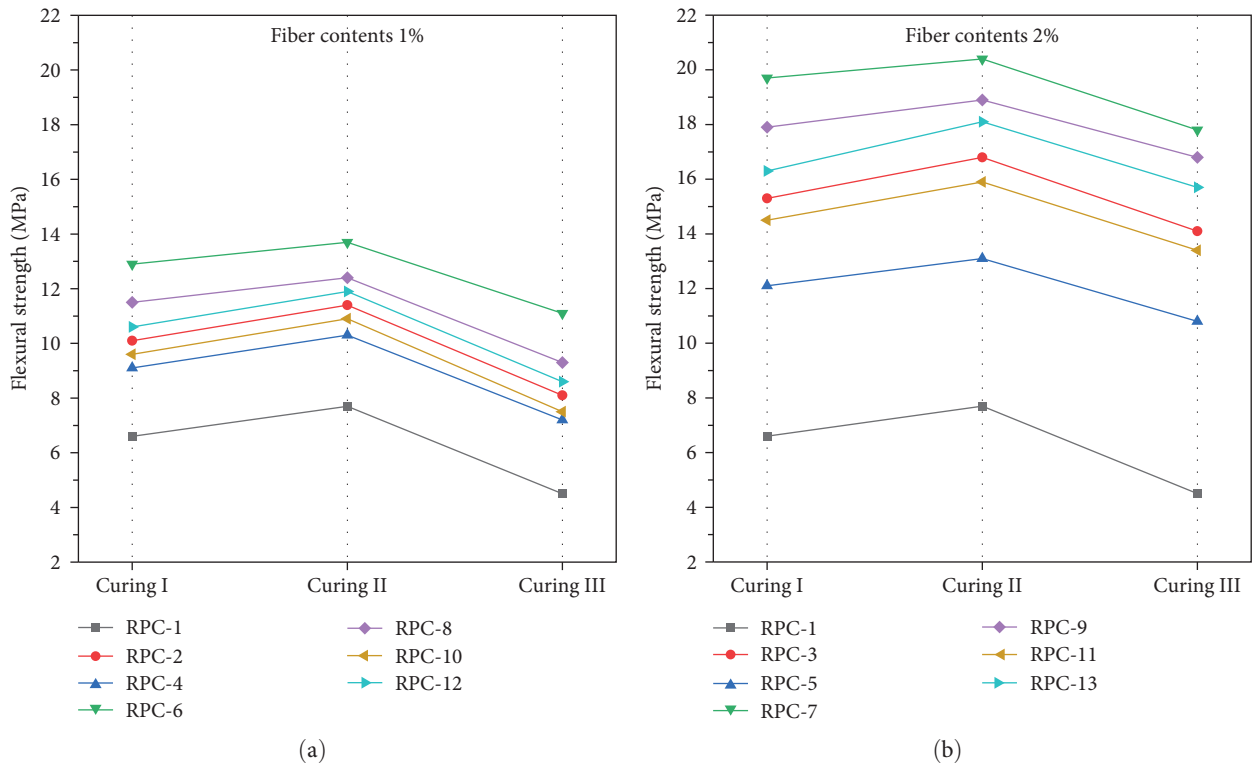 Fiber contents 1%
22
20
18
16
14
12
10
8
6
4
2
Flexural strength (MPa)
Curing I
Curing II
Curing III
RPC-1
RPC-2
RPC-4
RPC-6
RPC-8
RPC-10
RPC-12
(a)
Fiber contents 2%
22
20
18
16
14
12
10
8
6
4
2
Flexural strength (MPa)
Curing I
Curing II
Curing III
RPC-1
RPC-3
RPC-5
RPC-7
RPC-9
RPC-11
RPC-13
(b)